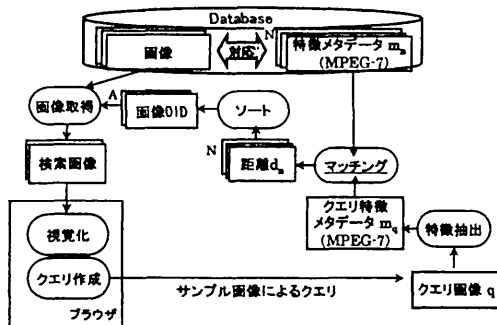 Database
画像
対応
N
特徴メタデータ mn
(MPEG-7)
画像取得
A
画像OID
ソート
検索画像
N
距離dn
マッチング
クエリ特徴
メタデータ mq
(MPEG-7)
特徴抽出
視覚化
クエリ作成
ブラウザ
サンプル画像によるクエリ
クエリ画像 q